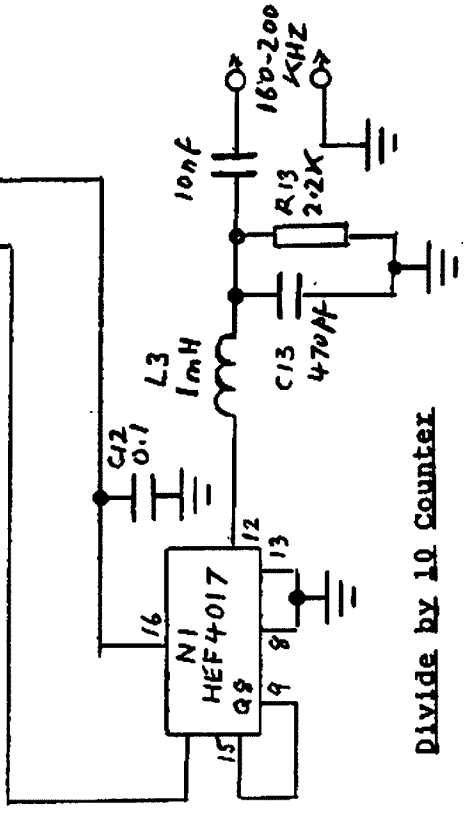 160-200
KHZ
10nf
R13
2.2K
L3
1mH
C13
470pf
C12
0.1
16
N1
HEF4017
Q8
12
13
8
9
15
Divide by 10 Counter